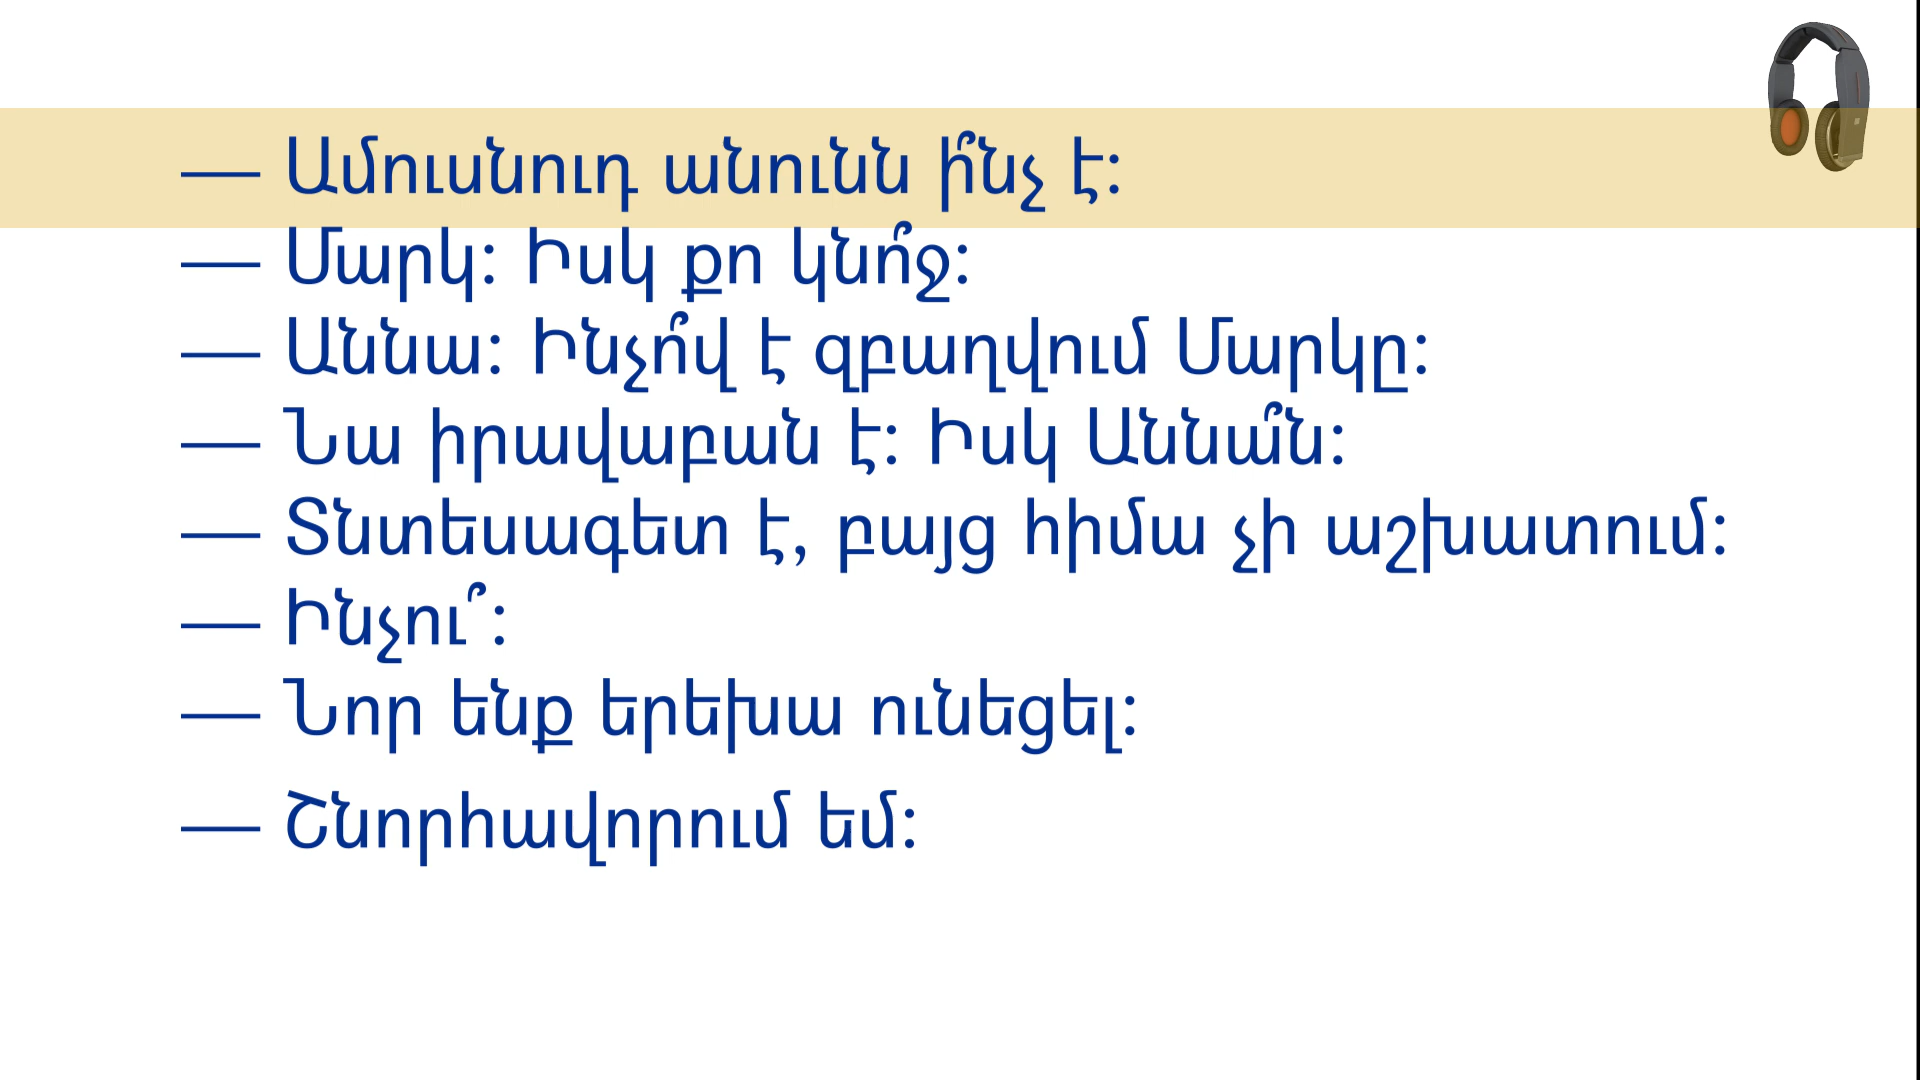 — Ամուսնուդ անունն ի՞նչ է:
— Մարկ: Իսկ քո կնո՞ջ:
— Աննա: Ինչո՞վ է զբաղվում Մարկը:
— Նա իրավաբան է: Իսկ Աննա՞ն:
— Տնտեսագետ է, բայց հիմա չի աշխատում:
— Ինչու՞:
— Նոր ենք երեխա ունեցել:
— Շնորհավորում եմ: